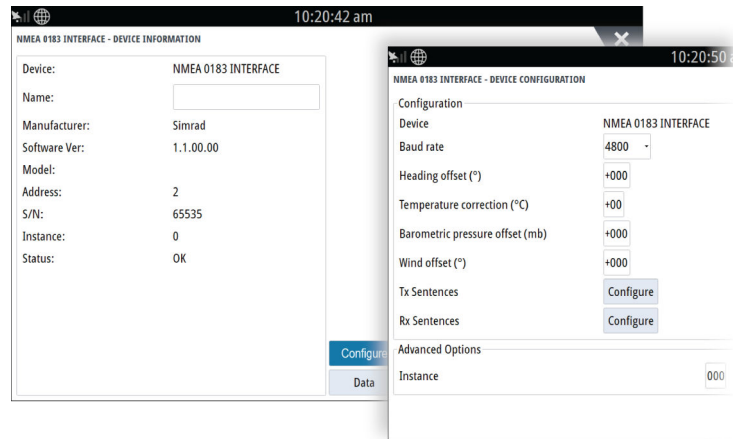 10:20:42 am
NMEA 0183 INTERFACE - DEVICE INFORMATION
Device: NMEA 0183 INTERFACE
Name:
Manufacturer: Simrad
Software Ver: 1.1.00.00
Model:
Address: 2
S/N: 65535
Instance: 0
Status: OK
Configure
Data
10:20:50
NMEA 0183 INTERFACE - DEVICE CONFIGURATION
Configuration
Device NMEA 0183 INTERFACE
Baud rate 4800
Heading offset (°) +000
Temperature correction (°C) +00
Barometric pressure offset (mb) +000
Wind offset (°) +000
Tx Sentences Configure
Rx Sentences Configure
Advanced Options
Instance 000